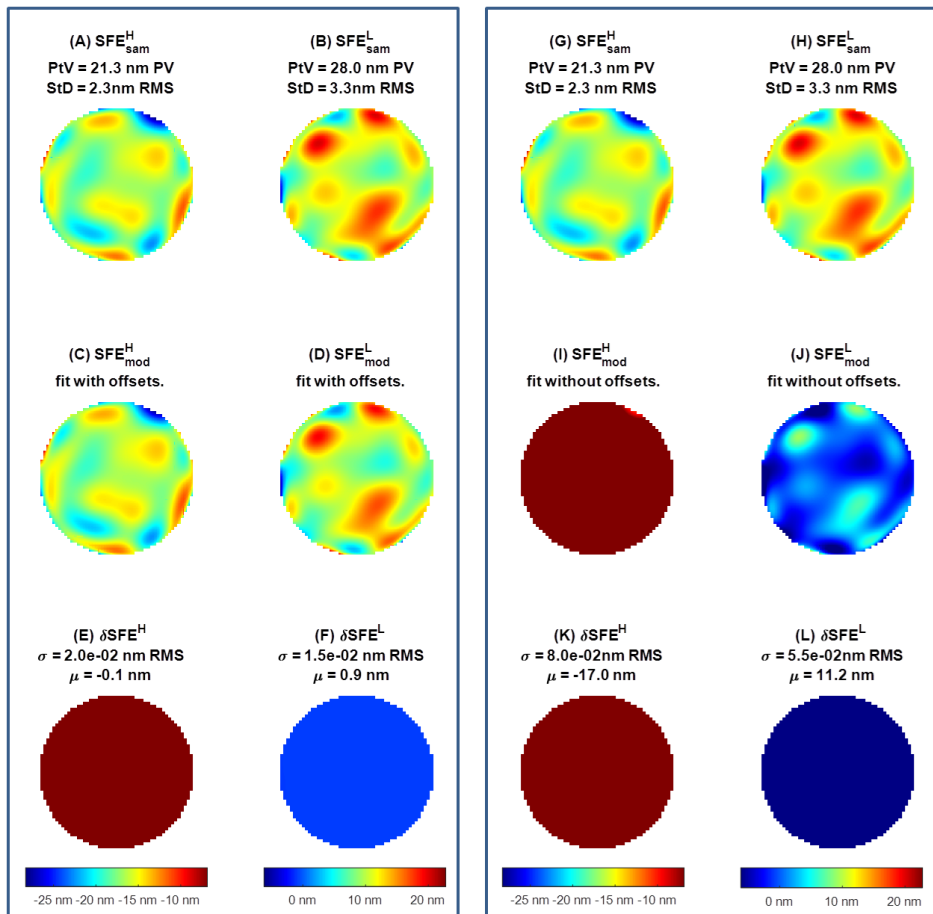 (A) SFE^H_sam
PtV = 21.3 nm PV
StD = 2.3nm RMS
(B) SFE^L_sam
PtV = 28.0 nm PV
StD = 3.3nm RMS
(C) SFE^H_mod
fit with offsets.
(D) SFE^L_mod
fit with offsets.
(E) δSFE^H
σ = 2.0e-02 nm RMS
μ = -0.1 nm
(F) δSFE^L
σ = 1.5e-02 nm RMS
μ = 0.9 nm
-25 nm -20 nm -15 nm -10 nm
0 nm 10 nm 20 nm
(G) SFE^H_sam
PtV = 21.3 nm PV
StD = 2.3 nm RMS
(H) SFE^L_sam
PtV = 28.0 nm PV
StD = 3.3 nm RMS
(I) SFE^H_mod
fit without offsets.
(J) SFE^L_mod
fit without offsets.
(K) δSFE^H
σ = 8.0e-02nm RMS
μ = -17.0 nm
(L) δSFE^L
σ = 5.5e-02nm RMS
μ = 11.2 nm
-25 nm -20 nm -15 nm -10 nm
0 nm 10 nm 20 nm